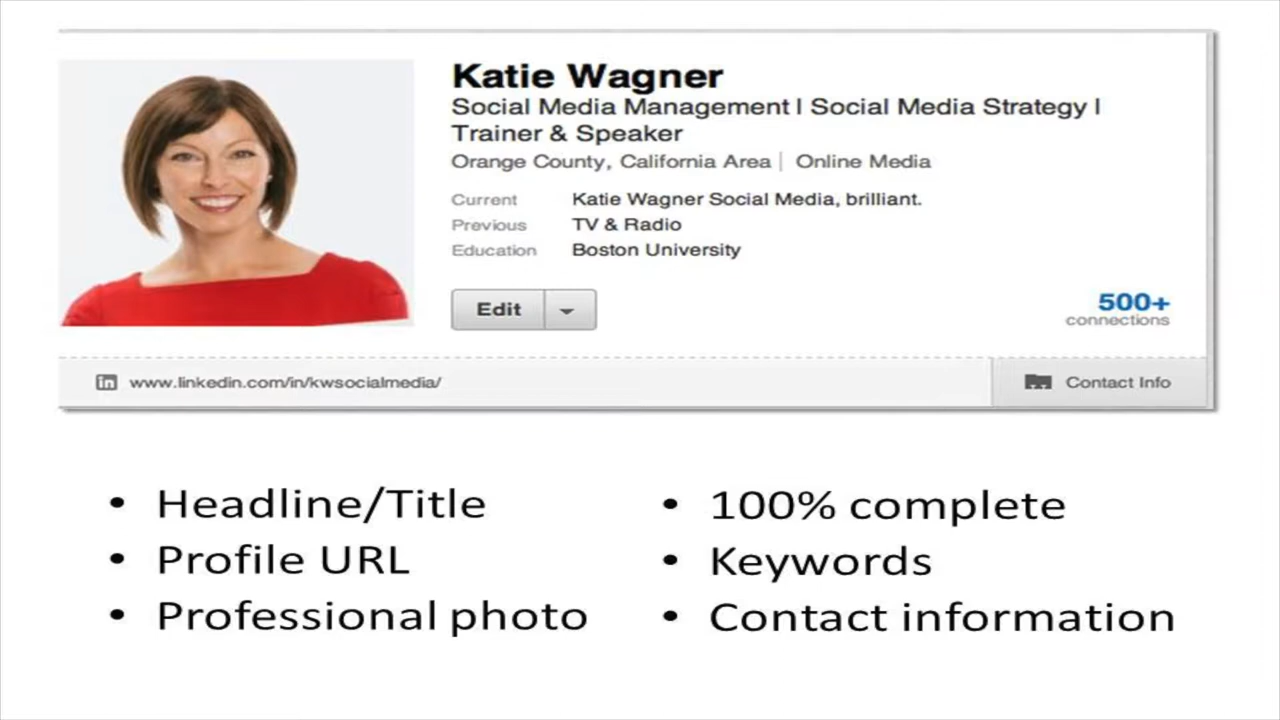 Katie Wagner
Social Media Management | Social Media Strategy |
Trainer & Speaker
Orange County, California Area | Online Media
Current Katie Wagner Social Media, brilliant.
Previous TV & Radio
Education Boston University
Edit
500+
connections
in www.linkedin.com/in/kwsocialmedia/
Contact Info
• Headline/Title
• Profile URL
• Professional photo
• 100% complete
• Keywords
• Contact information